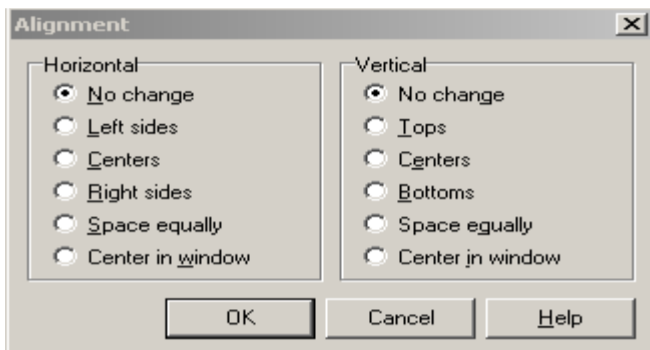 Alignment
Horizontal
No change
Left sides
Centers
Right sides
Space equally
Center in window
Vertical
No change
Tops
Centers
Bottoms
Space equally
Center in window
OK
Cancel
Help